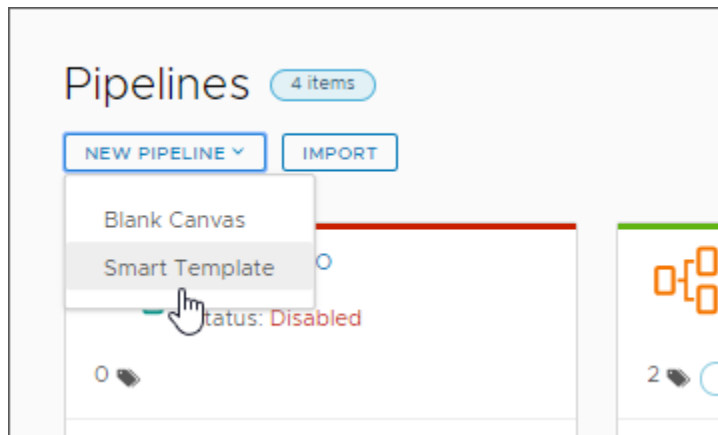 Pipelines 4 items
NEW PIPELINE IMPORT
Blank Canvas
Smart Template
Status: Disabled
0 2